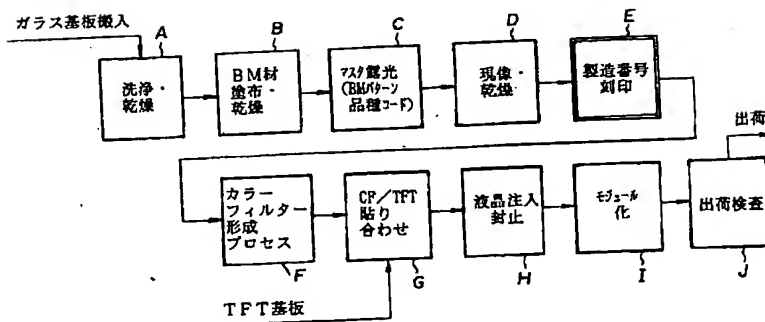 ガラス基板搬入
A
洗浄・
乾燥
B
BM材
塗布・
乾燥
C
マスタ露光
(BMパターン
品種コード)
D
現像・
乾燥
E
製造番号
刻印
出荷
カラー
フィルター
形成
プロセス
F
CF／TFT
貼り
合わせ
G
液晶注入
封止
H
モジュール
化
I
出荷検査
J
TFT基板